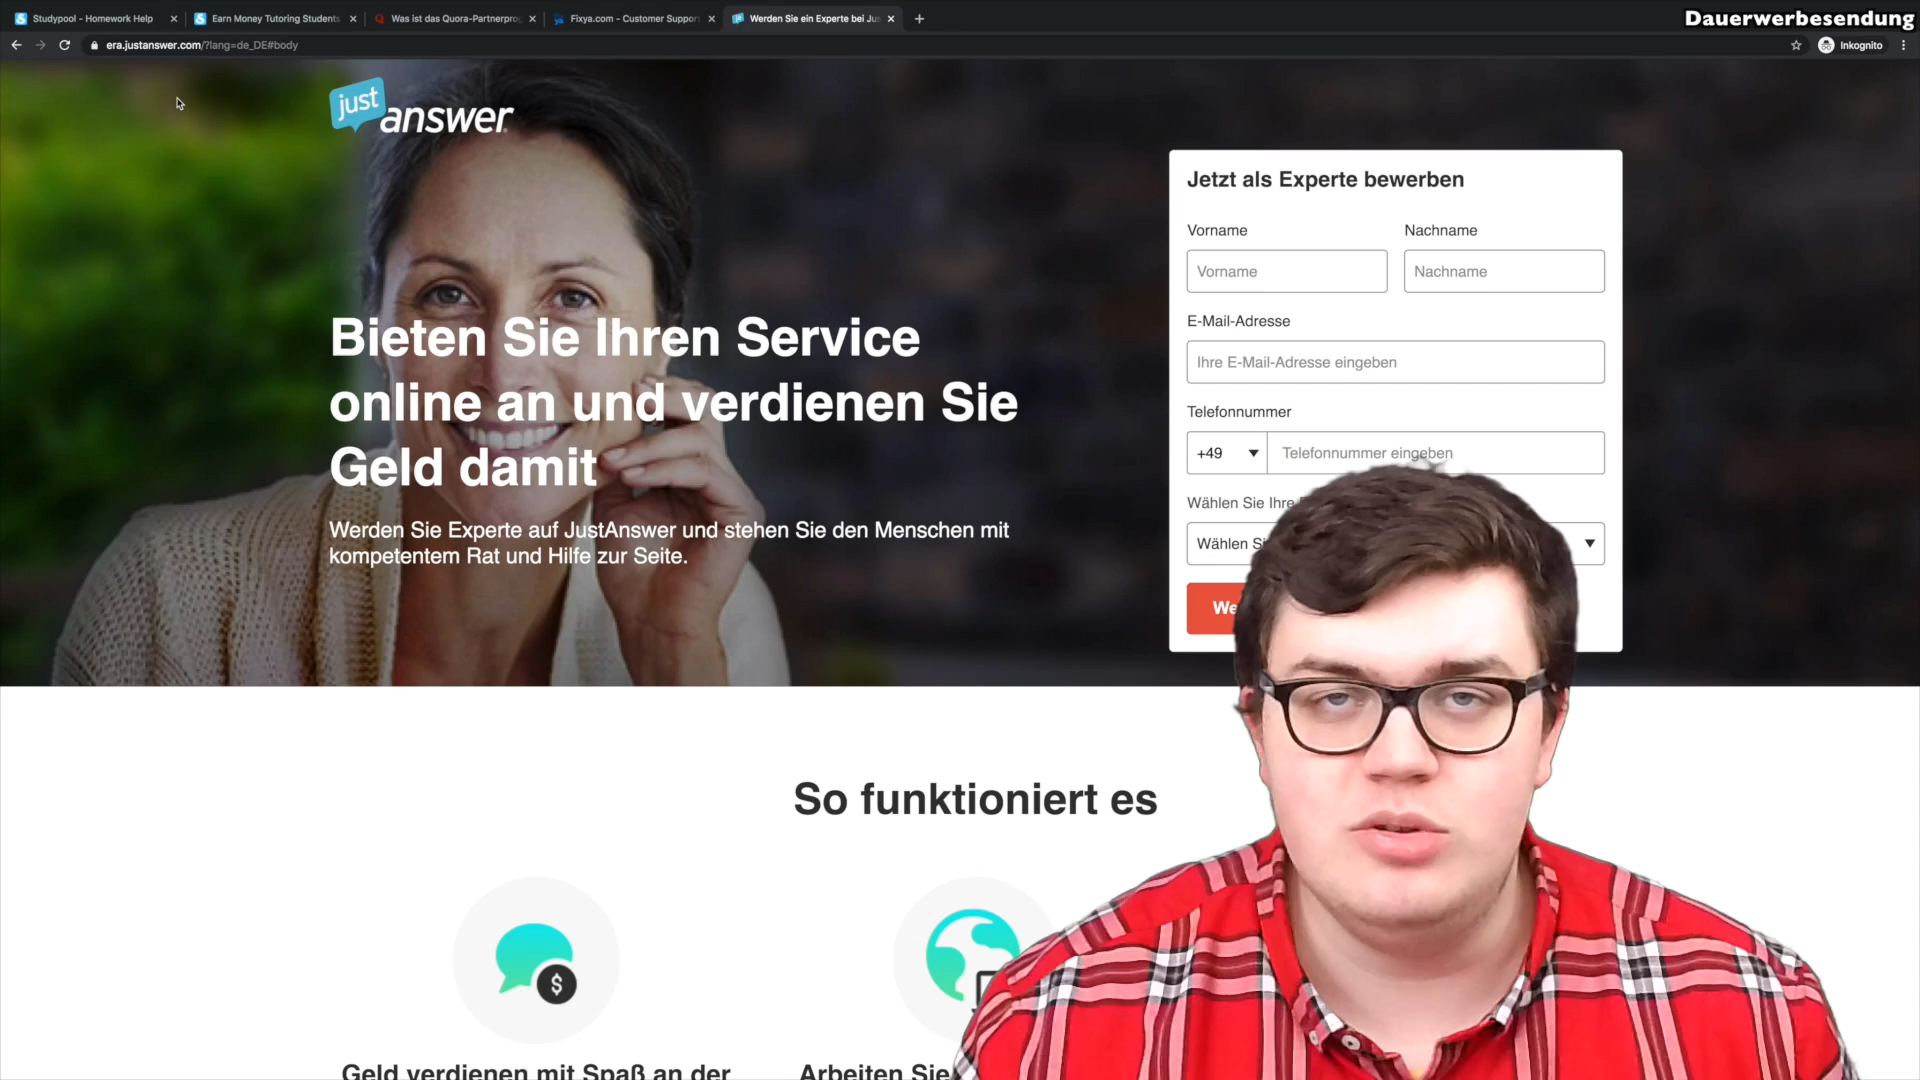 Studypool - Homework Help
Earn Money Tutoring Students
Was ist das Quora-Partnerpro
Fixya.com - Customer Support
Werden Sie ein Experte bei Jus
Dauerwerbesendung
era.justanswer.com/?lang=de_DE#body
Inkognito
just
answer
Jetzt als Experte bewerben
Vorname
Nachname
Vorname
Nachname
E-Mail-Adresse
Ihre E-Mail-Adresse eingeben
Telefonnummer
+49
Telefonnummer eingeben
Wählen Sie Ihre
Wählen Si
We
Bieten Sie Ihren Service
online an und verdienen Sie
Geld damit
Werden Sie Experte auf JustAnswer und stehen Sie den Menschen mit
kompetentem Rat und Hilfe zur Seite.
So funktioniert es
$
Geld verdienen mit Spaß an der
Arbeiten Sie